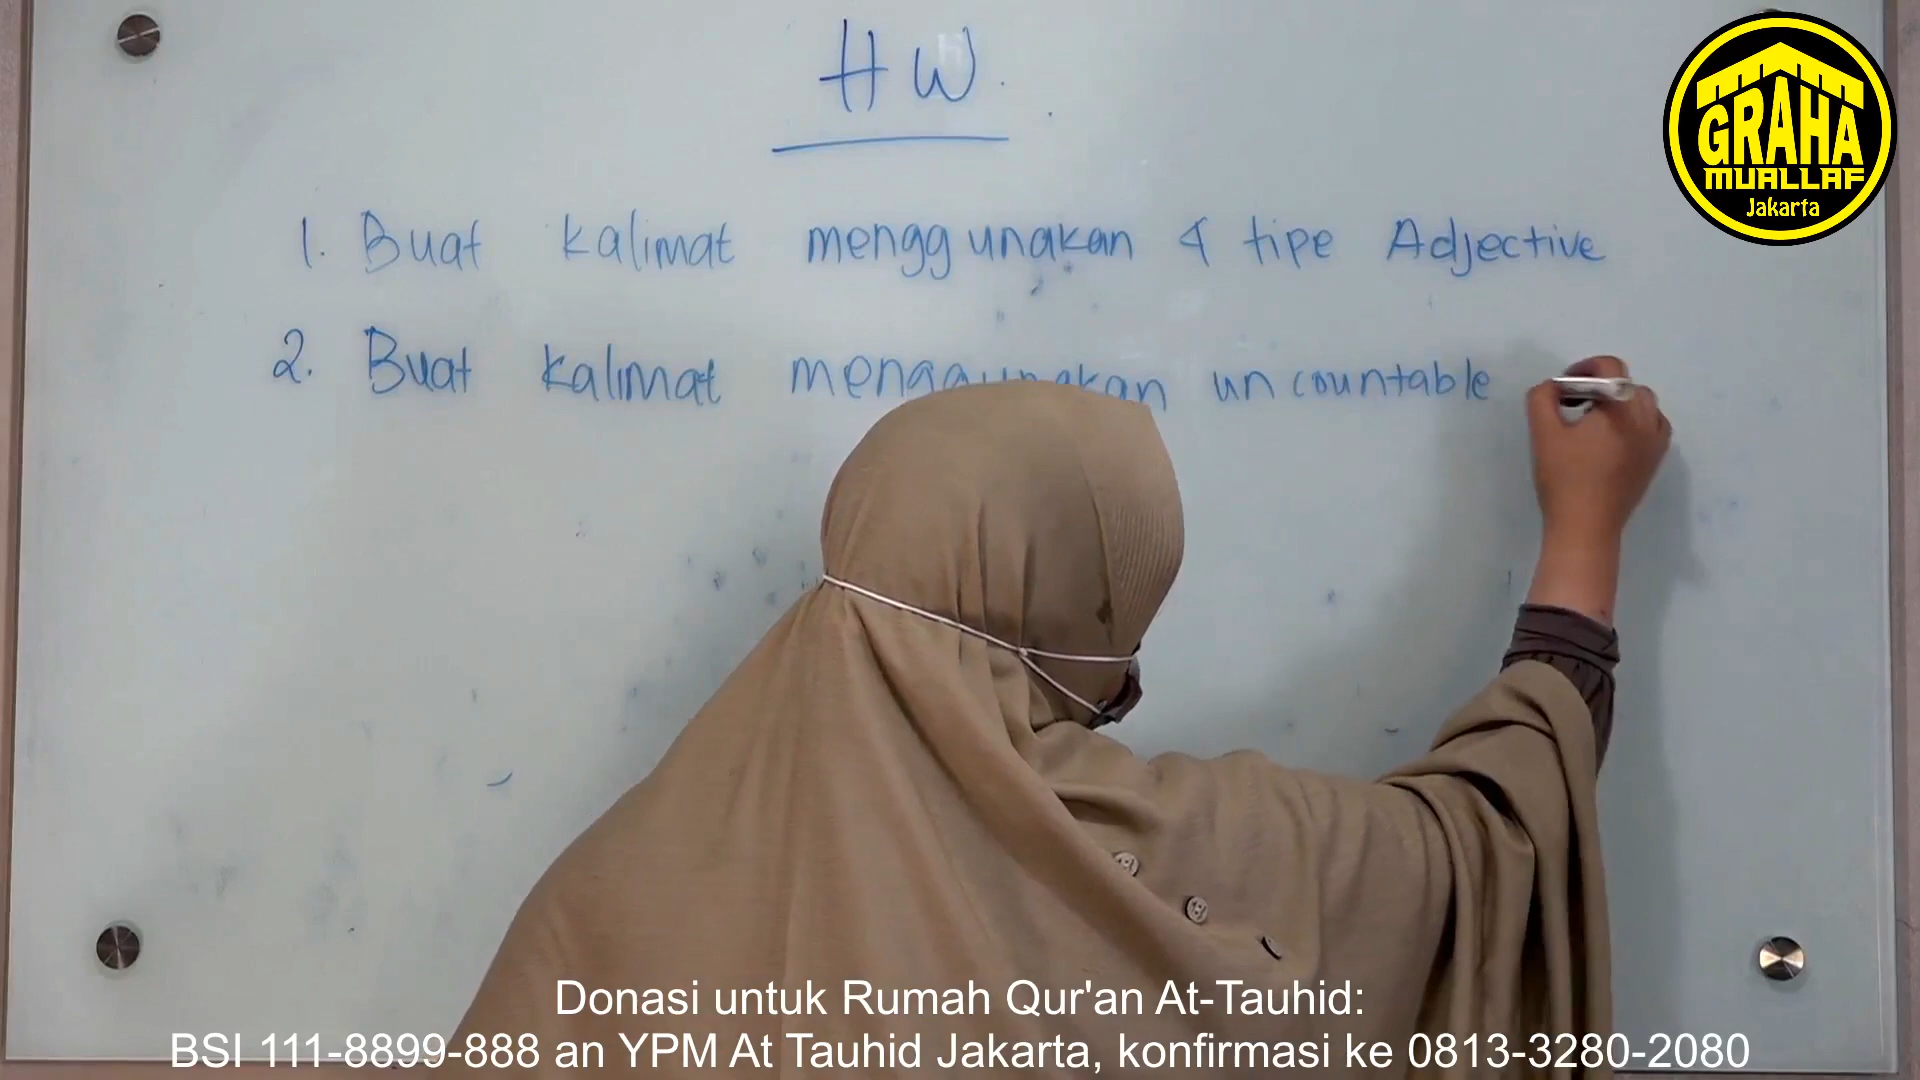 HW.
GRAHA
MUALLAF
Jakarta
1. Buat kalimat menggunakan 4 tipe Adjective
2. Buat kalimat menggunakan uncountable
Donasi untuk Rumah Qur'an At-Tauhid:
BSI 111-8899-888 an YPM At Tauhid Jakarta, konfirmasi ke 0813-3280-2080